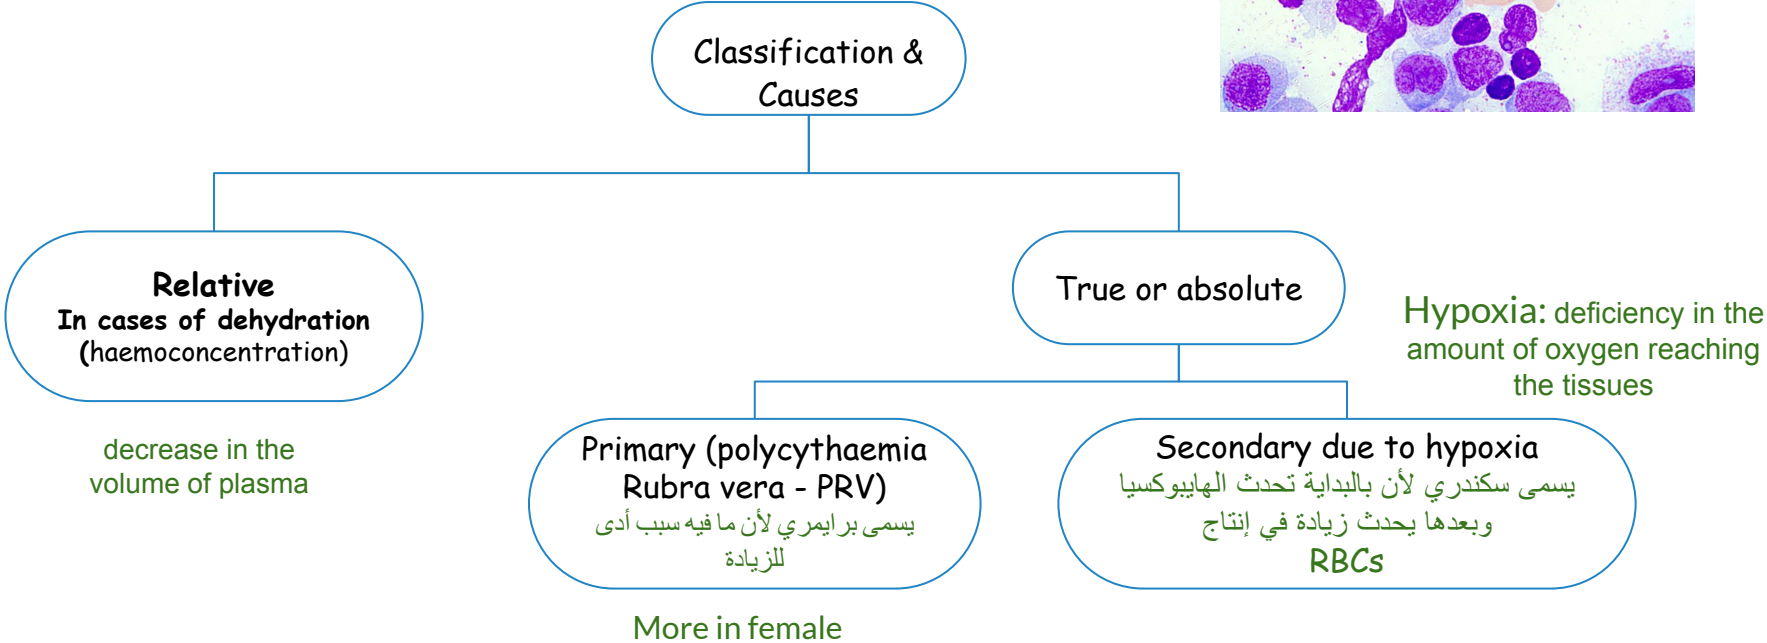 Classification &
Causes
Relative
In cases of dehydration
(haemoconcentration)
decrease in the
volume of plasma
True or absolute
Hypoxia: deficiency in the
amount of oxygen reaching
the tissues
Primary (polycythaemia
Rubra vera - PRV)
يسمى برايمري لأن ما فيه سبب أدى
للزيادة
More in female
Secondary due to hypoxia
يسمى سكندري لأن بالبداية تحدث الهايبوكسيا
وبعدها يحدث زيادة في إنتاج
RBCs